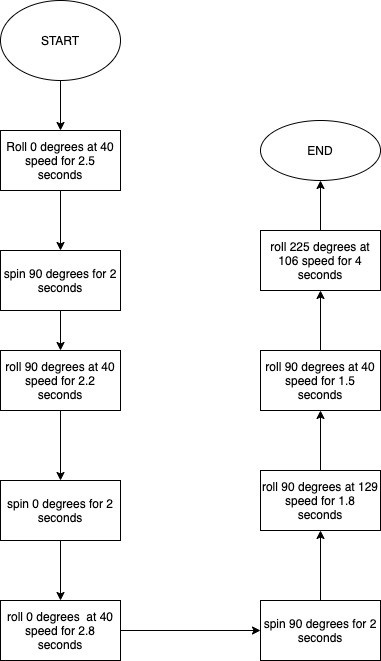 START
Roll 0 degrees at 40
speed for 2.5
seconds
spin 90 degrees for 2
seconds
roll 90 degrees at 40
speed for 2.2
seconds
spin 0 degrees for 2
seconds
roll 0 degrees  at 40
speed for 2.8
seconds
spin 90 degrees for 2
seconds
roll 90 degrees at 129
speed for 1.8
seconds
roll 90 degrees at 40
speed for 1.5
seconds
roll 225 degrees at
106 speed for 4
seconds
END